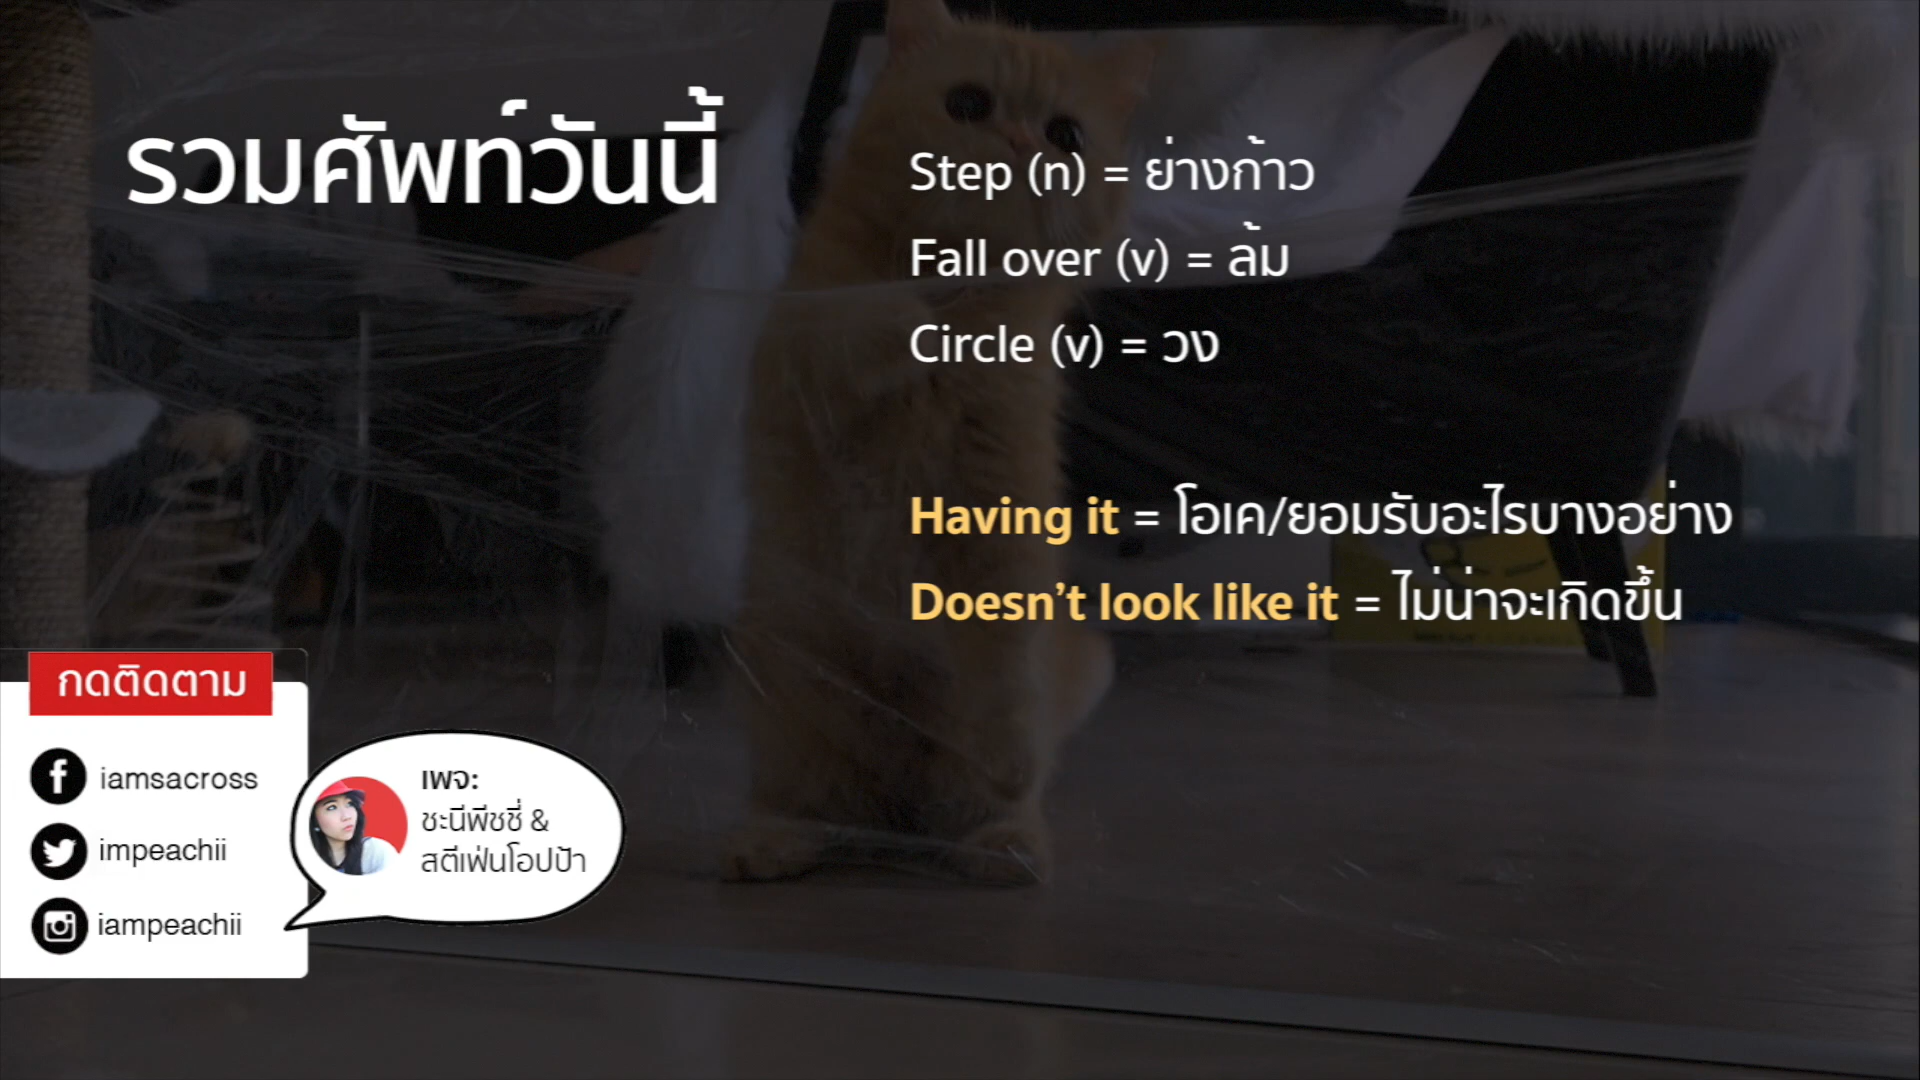 รวมศัพท์วันนี้
Step (n) = ย่างก้าว
Fall over (v) = ล้ม
Circle (v) = วง
Having it = โอเค/ยอมรับอะไรบางอย่าง
Doesn’t look like it = ไม่น่าจะเกิดขึ้น
กดติดตาม
iamsacross
impeachii
iampeachii
เพจ:
ชะนีพีชชี่ &
สตีเฟ่นโอปป้า